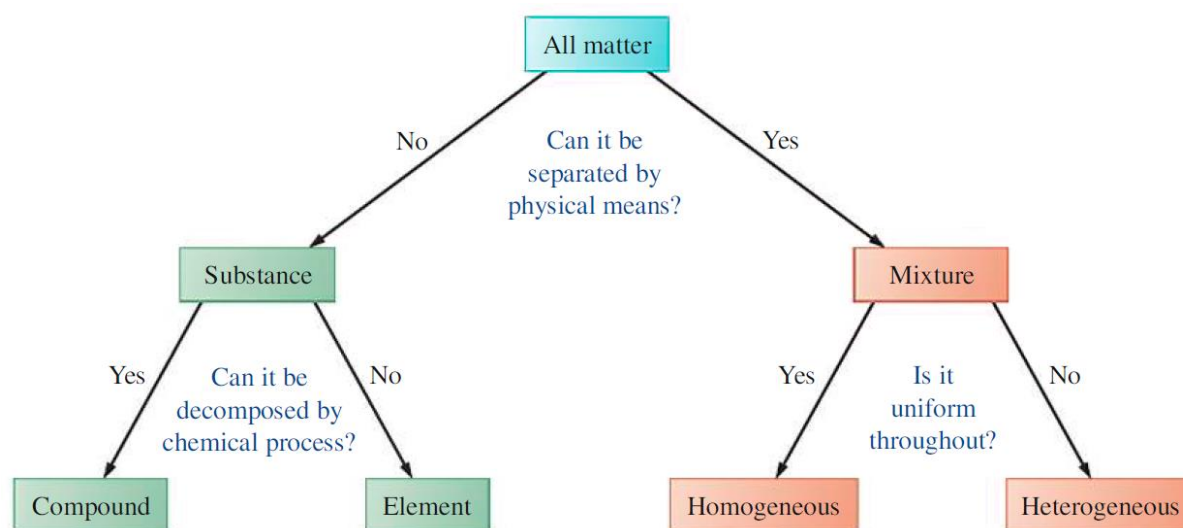 All matter
No
Can it be
separated by
physical means?
Yes
Substance
Mixture
Yes
Can it be
decomposed by
chemical process?
No
Yes
Is it
uniform
throughout?
No
Compound
Element
Homogeneous
Heterogeneous